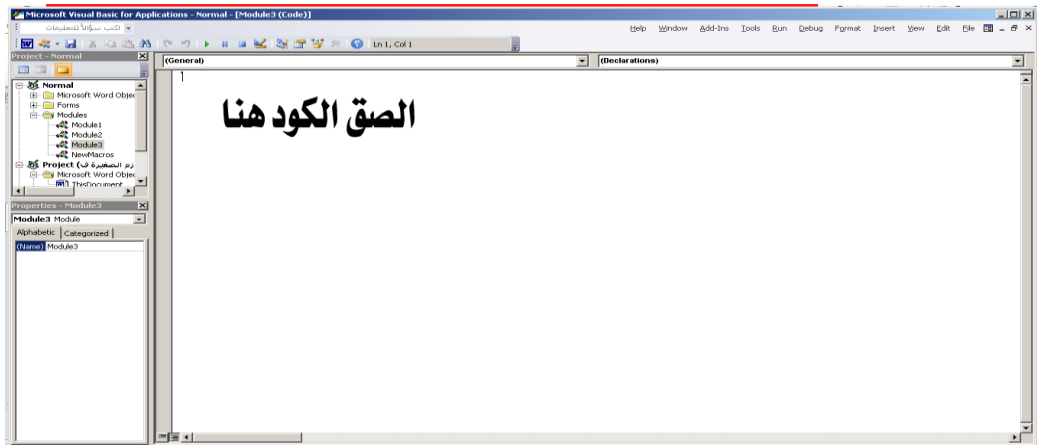 Microsoft Visual Basic for Applications - Normal - [Module3 (Code)]
اكتب سؤالاً للتعليمات
Help Window Add-Ins Tools Run Debug Format Insert View Edit File
Ln 1, Col 1
Project - Normal
(General)
(Declarations)
Normal
Microsoft Word Objec
Forms
Modules
Module1
Module2
Module3
NewMacros
Project (زم الصغيرة ف
Microsoft Word Objec
ThisDocument
الصق الكود هنا
Properties - Module3
Module3 Module
Alphabetic Categorized
(Name) Module3